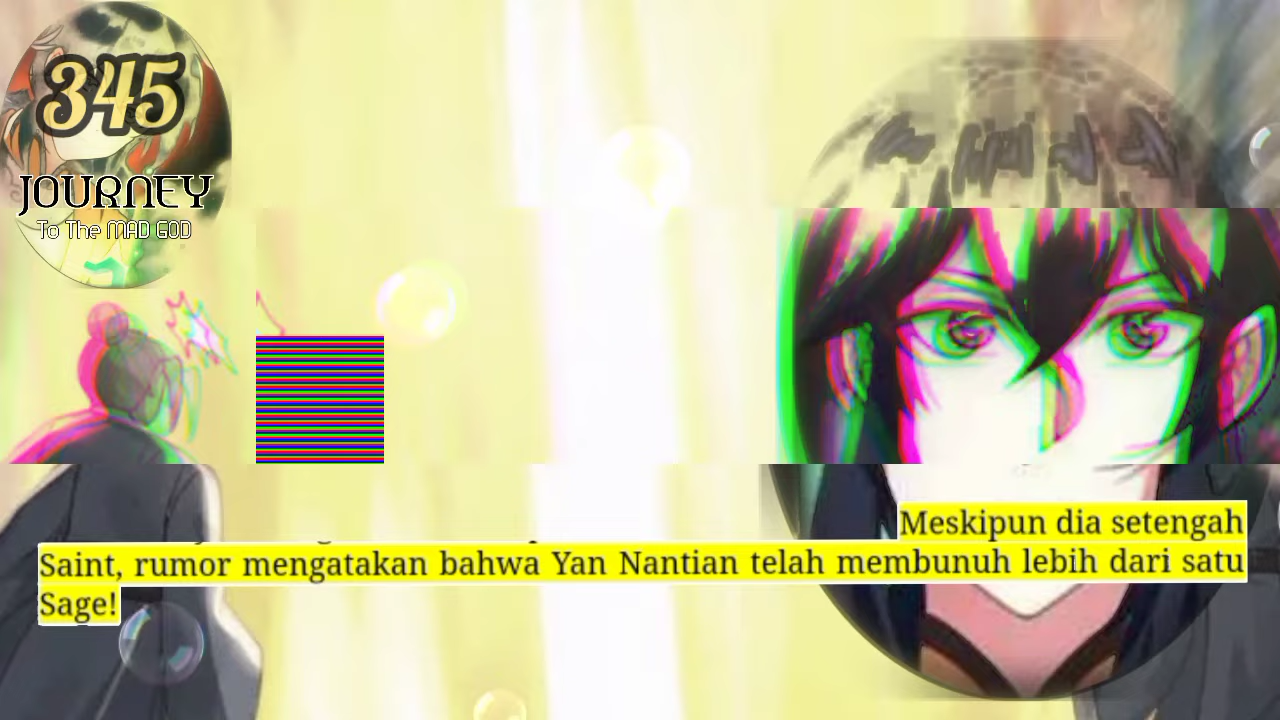 345
JOURNEY
To The MAD GOD
Meskipun dia setengah
Saint, rumor mengatakan bahwa Yan Nantian telah membunuh lebih dari satu
Sage!